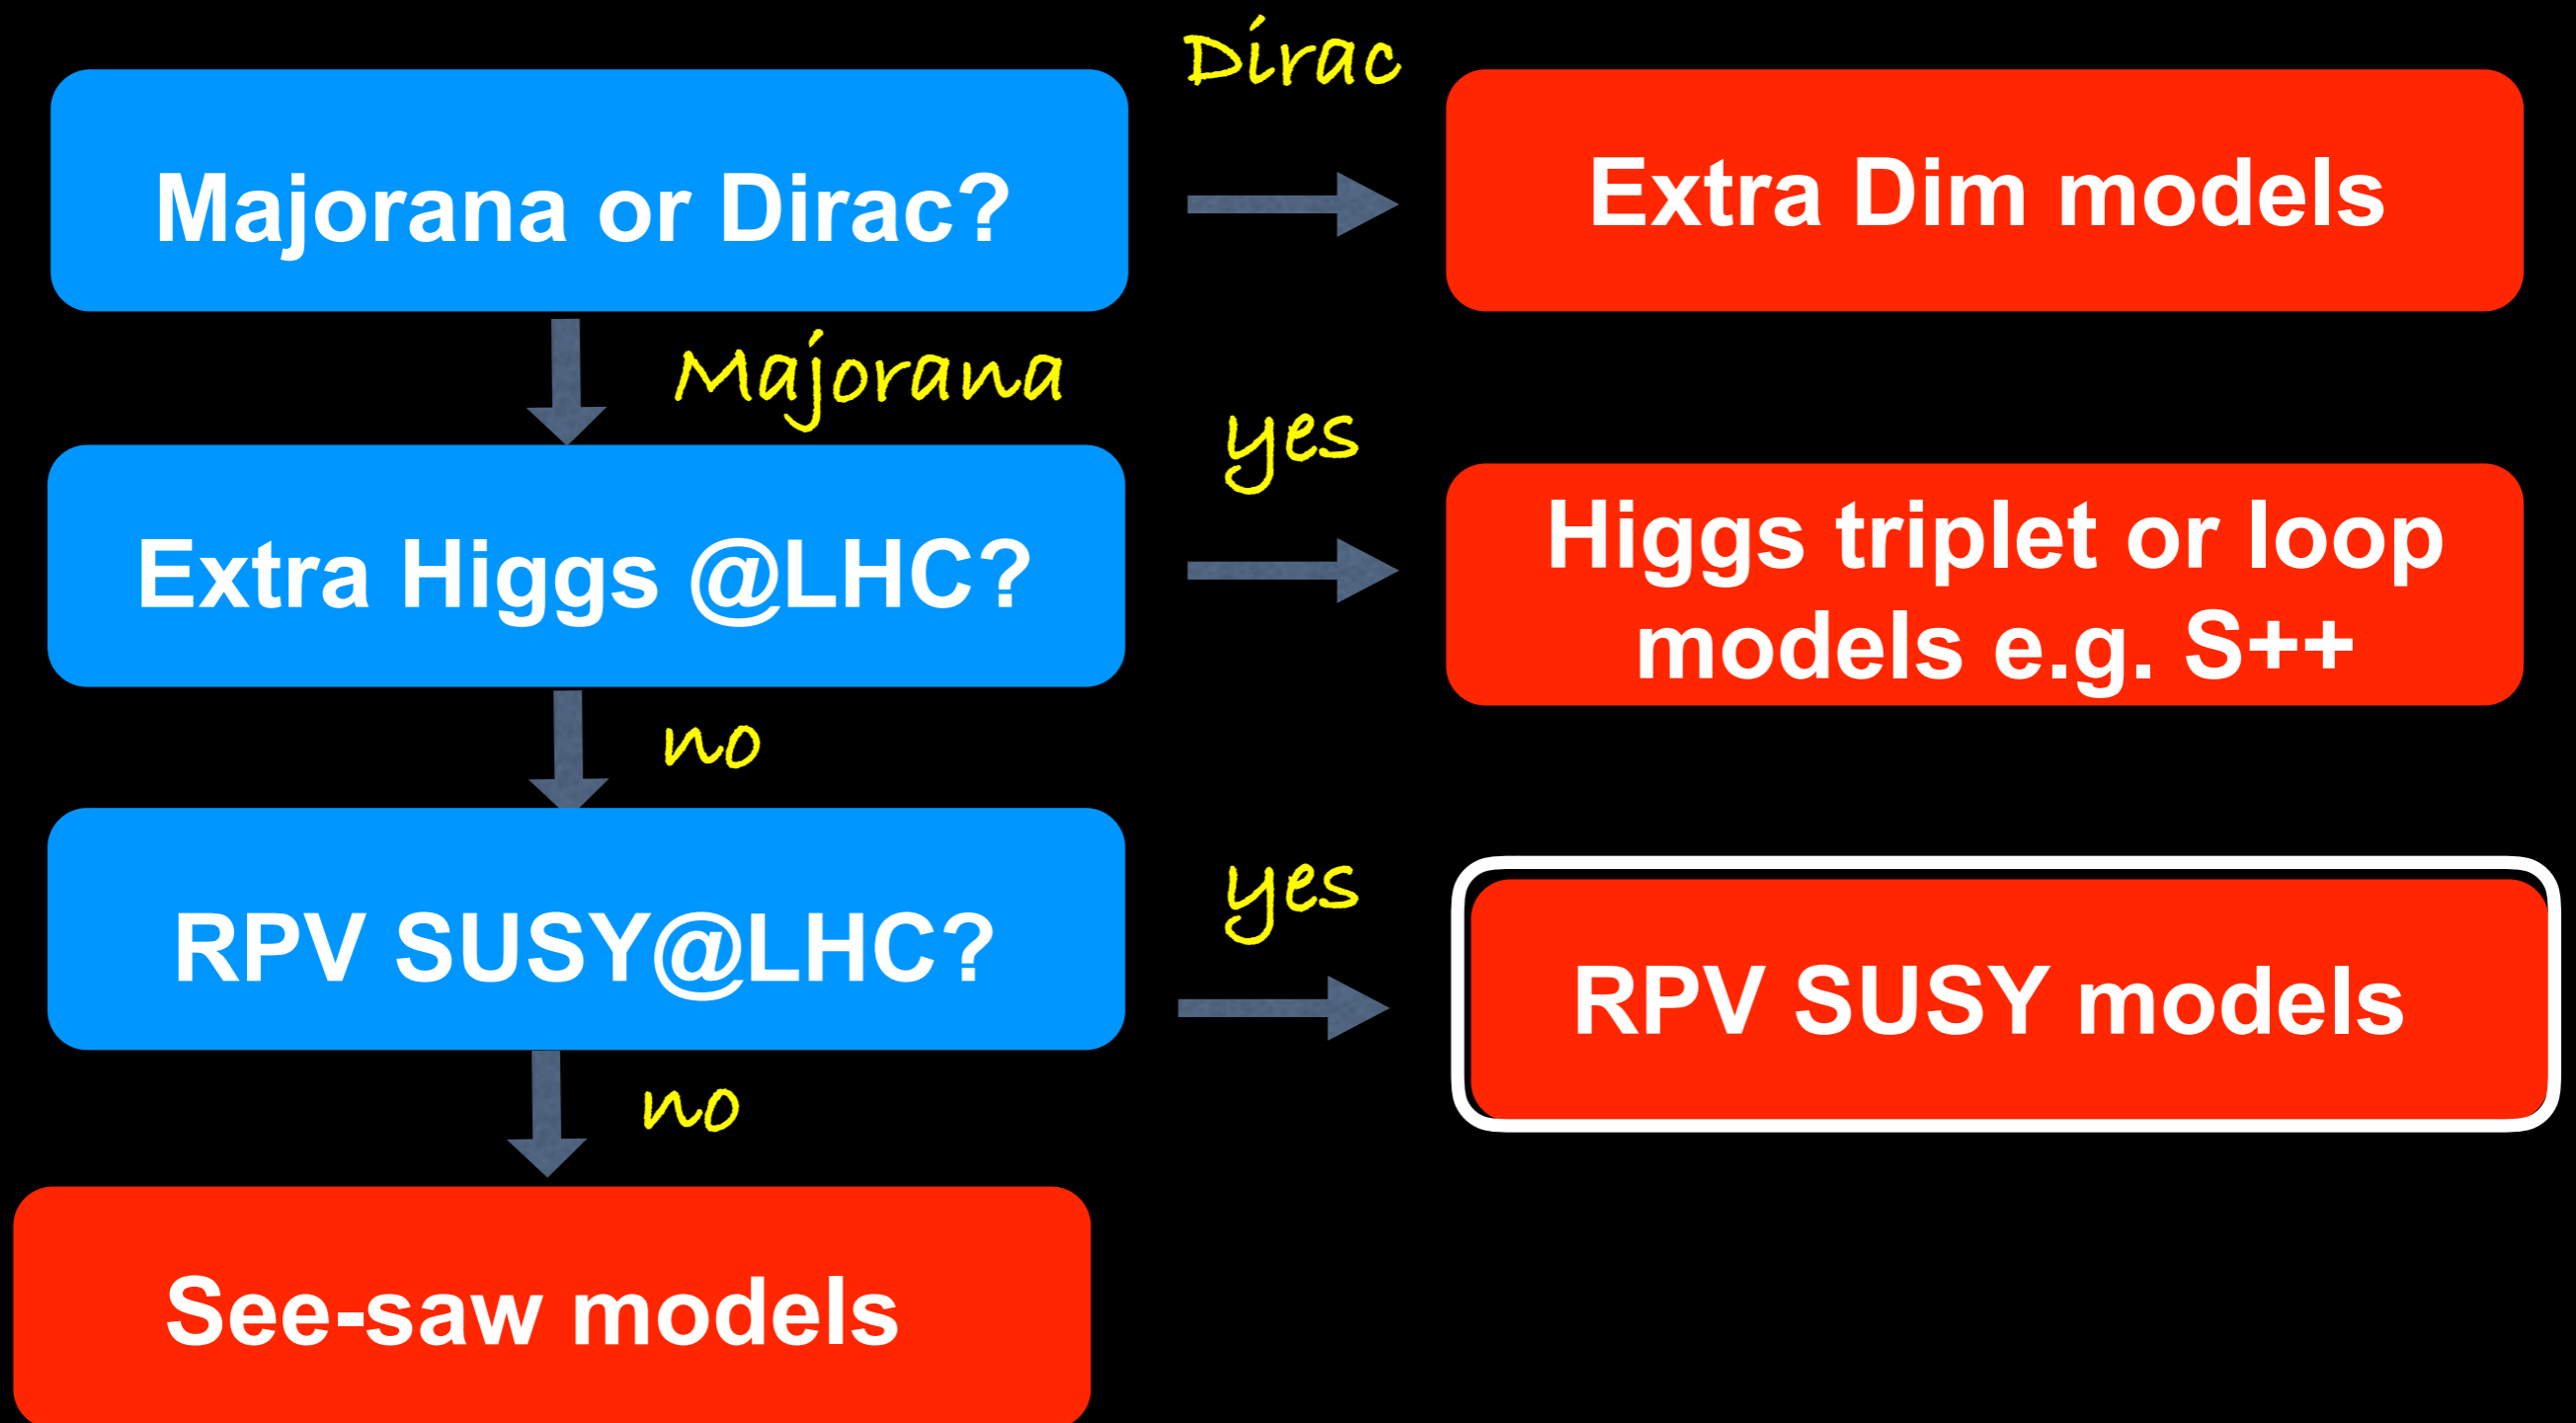 Dirac
Majorana or Dirac?
Extra Dim models
Majorana
yes
Extra Higgs @LHC?
Higgs triplet or loop
models e.g. S++
no
yes
RPV SUSY@LHC?
RPV SUSY models
no
See-saw models